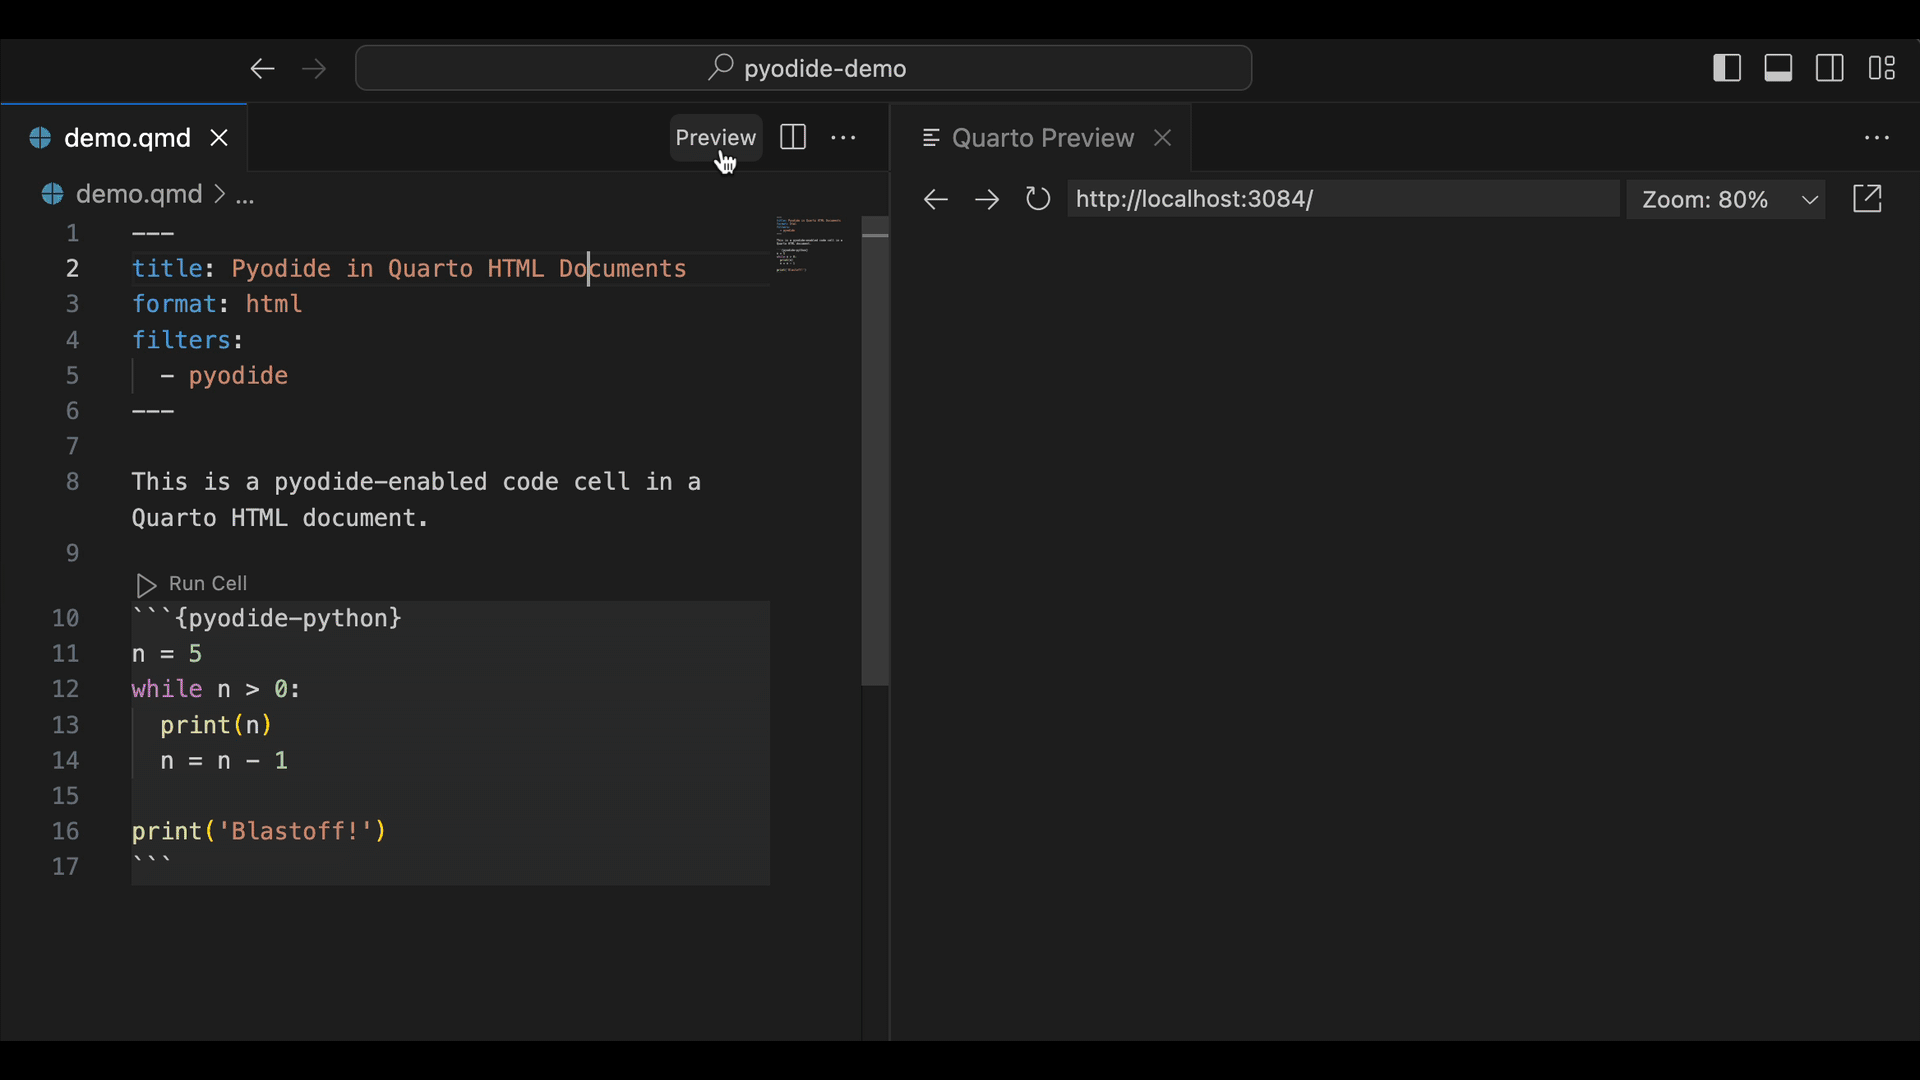 pyodide-demo
demo.qmd
Preview
Quarto Preview
demo.qmd > ...
http://localhost:3084/
Zoom: 80%
1 ---
2 title: Pyodide in Quarto HTML Documents
3 format: html
4 filters:
5   - pyodide
6 ---
7
8 This is a pyodide-enabled code cell in a
Quarto HTML document.
9
Run Cell
10 ```{pyodide-python}
11 n = 5
12 while n > 0:
13   print(n)
14   n = n - 1
15
16 print('Blastoff!')
17 ```